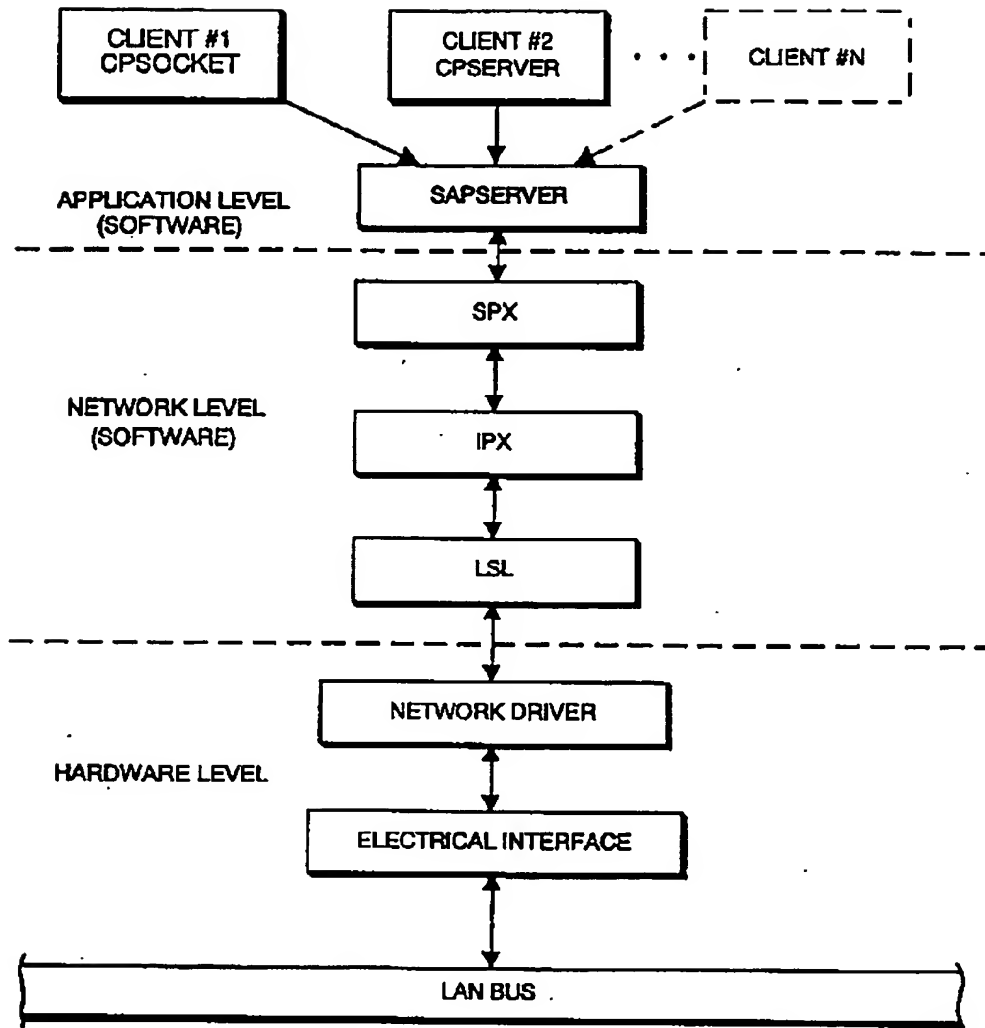 CLIENT #1
CPSOCKET
CLIENT #2
CPSERVER
. . .
CLIENT #N
SAPSERVER
APPLICATION LEVEL
(SOFTWARE)
SPX
NETWORK LEVEL
(SOFTWARE)
IPX
LSL
NETWORK DRIVER
HARDWARE LEVEL
ELECTRICAL INTERFACE
LAN BUS